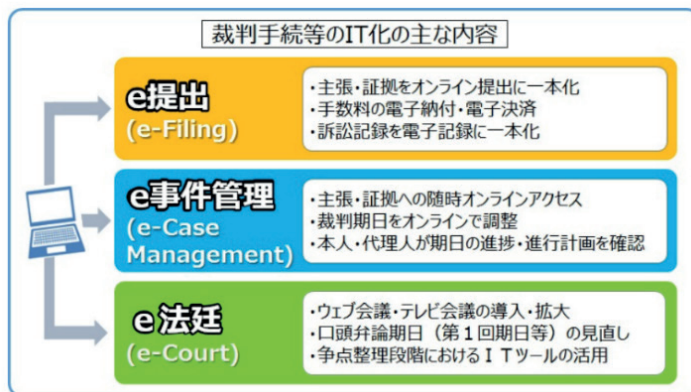 裁判手続等のIT化の主な内容
e提出
(e-Filing)
・主張・証拠をオンライン提出に一本化
・手数料の電子納付・電子決済
・訴訟記録を電子記録に一本化
e事件管理
(e-Case
Management)
・主張・証拠への随時オンラインアクセス
・裁判期日をオンラインで調整
・本人・代理人が期日の進捗・進行計画を確認
e法廷
(e-Court)
・ウェブ会議・テレビ会議の導入・拡大
・口頭弁論期日（第１回期日等）の見直し
・争点整理段階におけるＩＴツールの活用